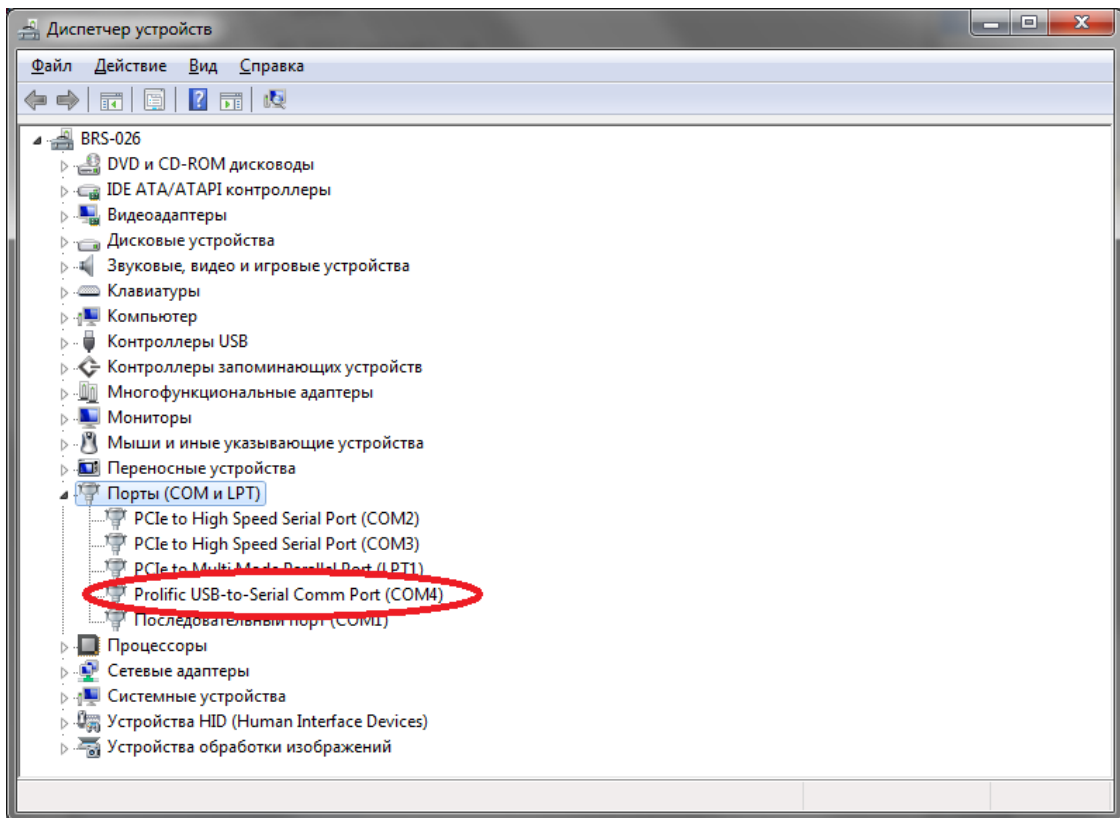 Диспетчер устройств
Файл Действие Вид Справка
BRS-026
DVD и CD-ROM дисководы
IDE ATA/ATAPI контроллеры
Видеоадаптеры
Дисковые устройства
Звуковые, видео и игровые устройства
Клавиатуры
Компьютер
Контроллеры USB
Контроллеры запоминающих устройств
Многофункциональные адаптеры
Мониторы
Мыши и иные указывающие устройства
Переносные устройства
Порты (COM и LPT)
PCIe to High Speed Serial Port (COM2)
PCIe to High Speed Serial Port (COM3)
PCIe to Multi Mode Parallel Port (LPT1)
Prolific USB-to-Serial Comm Port (COM4)
Последовательный порт (COM1)
Процессоры
Сетевые адаптеры
Системные устройства
Устройства HID (Human Interface Devices)
Устройства обработки изображений